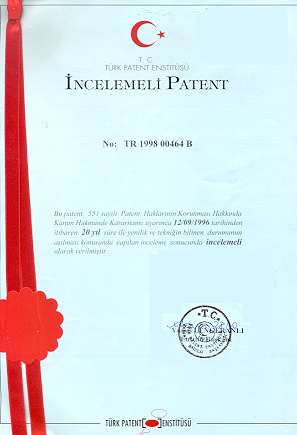 T. C.
TÜRK PATENT ENSTİTÜSÜ
İNCELEMELİ PATENT
No: TR 1998 00464 B
Bu patent, 551 sayılı Patent Haklarının Korunması Hakkında
Kanun Hükmünde Kararname uyarınca 12/09/1996 tarihinden
itibaren 20 yıl süre ile yenilik ve tekniğin bilinen durumunun
aşılması konusunda yapılan inceleme sonucunda incelemeli
olarak verilmiştir.
T.C.
TÜRK PATENT ENSTİTÜSÜ